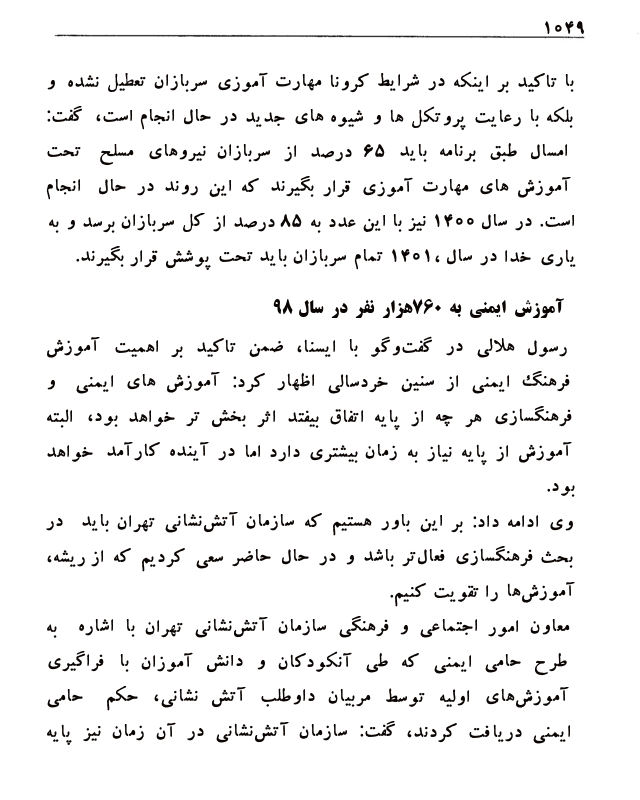 ۱۰۴۹
با تاکید بر اینکه در شرایط کرونا مهارت آموزی سربازان تعطیل نشده و
بلکه با رعایت پروتکل ها و شیوه های جدید در حال انجام است، گفت:
امسال طبق برنامه باید ۶۵ درصد از سربازان نیروهای مسلح تحت
آموزش های مهارت آموزی قرار بگیرند که این روند در حال انجام
است. در سال ۱۴۰۰ نیز با این عدد به ۸۵ درصد از کل سربازان برسد و به
یاری خدا در سال ۱۴۰۱، تمام سربازان باید تحت پوشش قرار بگیرند.
آموزش ایمنی به ۷۶۰هزار نفر در سال ۹۸
رسول هلالی در گفت‌وگو با ایسنا، ضمن تاکید بر اهمیت آموزش
فرهنگ ایمنی از سنین خردسالی اظهار کرد: آموزش های ایمنی و
فرهنگسازی هر چه از پایه اتفاق بیفتد اثر بخش تر خواهد بود، البته
آموزش از پایه نیاز به زمان بیشتری دارد اما در آینده کارآمد خواهد
بود.
وی ادامه داد: بر این باور هستیم که سازمان آتش‌نشانی تهران باید در
بحث فرهنگسازی فعال‌تر باشد و در حال حاضر سعی کردیم که از ریشه،
آموزش‌ها را تقویت کنیم.
معاون امور اجتماعی و فرهنگی سازمان آتش‌نشانی تهران با اشاره به
طرح حامی ایمنی که طی آنکودکان و دانش آموزان با فراگیری
آموزش‌های اولیه توسط مربیان داوطلب آتش نشانی، حکم حامی
ایمنی دریافت کردند، گفت: سازمان آتش‌نشانی در آن زمان نیز پایه